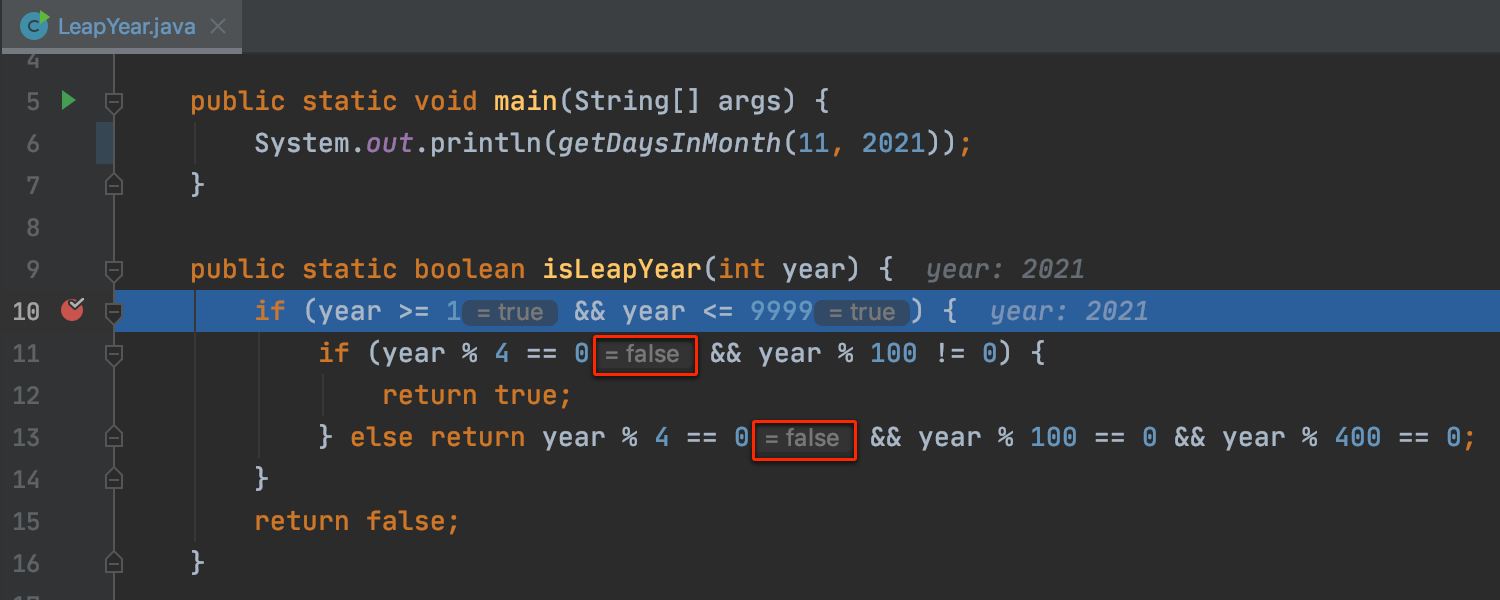 LeapYear.java
4
5 public static void main(String[] args) {
6 System.out.println(getDaysInMonth(11, 2021));
7 }
8
9 public static boolean isLeapYear(int year) { year: 2021
10 if (year >= 1 = true && year <= 9999 = true ) { year: 2021
11 if (year % 4 == 0 = false && year % 100 != 0) {
12 return true;
13 } else return year % 4 == 0 = false && year % 100 == 0 && year % 400 == 0;
14 }
15 return false;
16 }
17